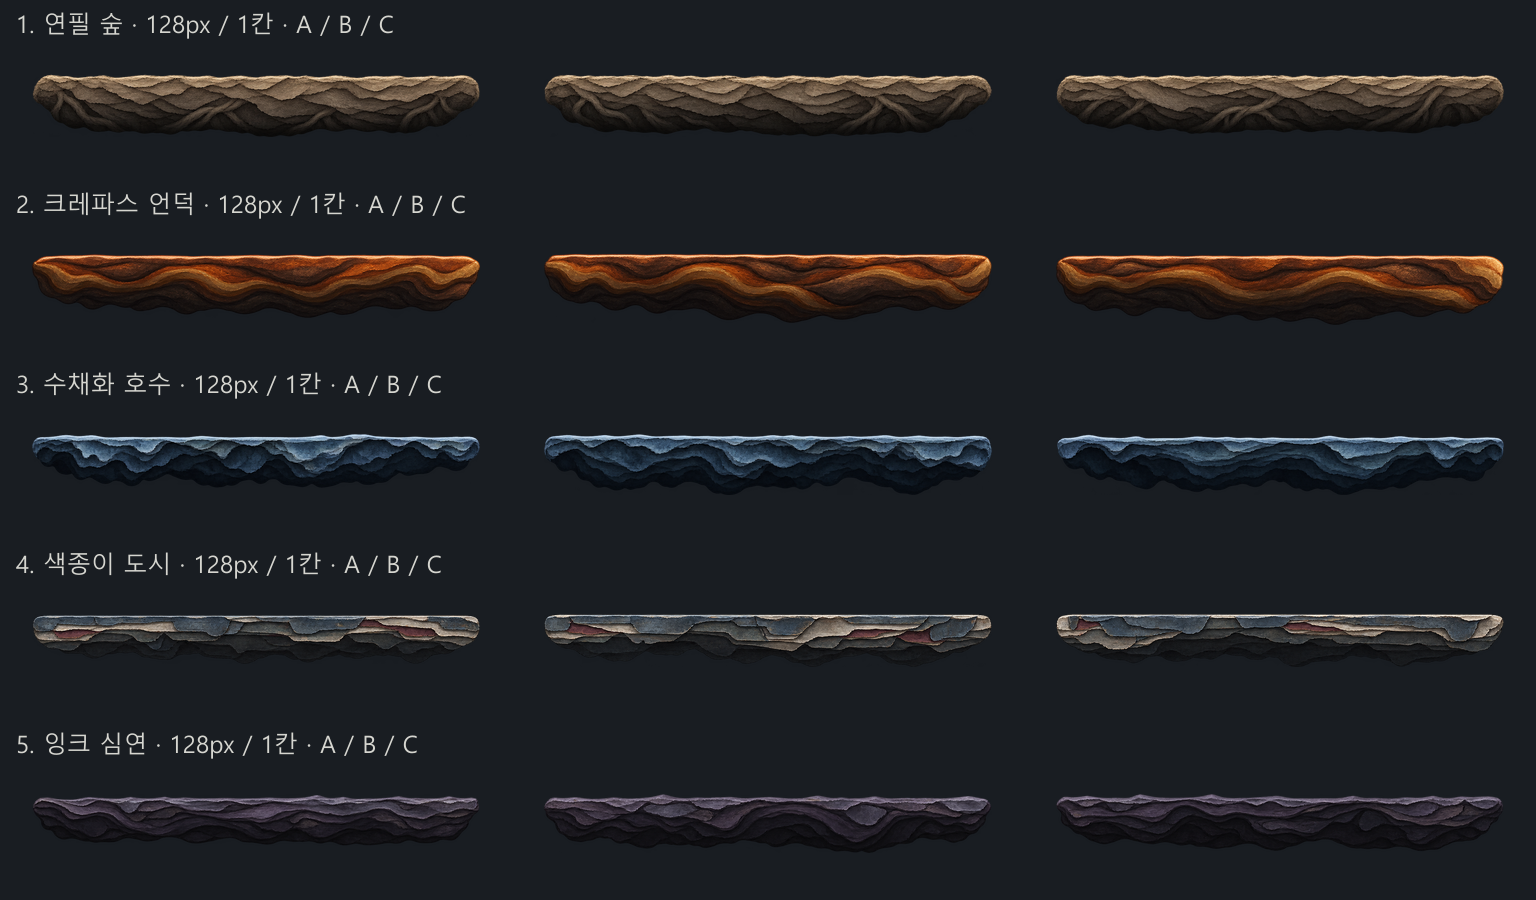 1. 연필 숲 · 128px / 1칸 · A / B / C
2. 크레파스 언덕 · 128px / 1칸 · A / B / C
3. 수채화 호수 · 128px / 1칸 · A / B / C
4. 색종이 도시 · 128px / 1칸 · A / B / C
5. 잉크 심연 · 128px / 1칸 · A / B / C